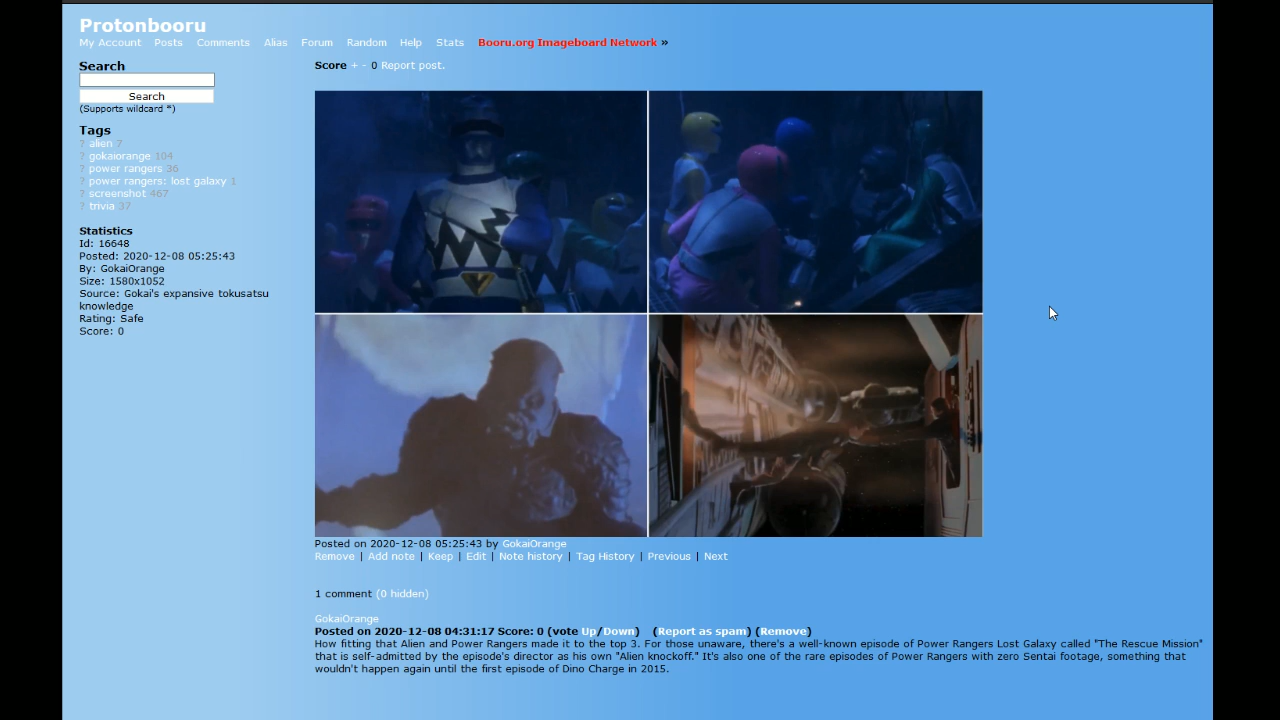 Protonbooru
My Account Posts Comments Alias Forum Random Help Stats Booru.org Imageboard Network »
Search
Search
(Supports wildcard *)
Tags
? alien 7
? gokaiorange 104
? power rangers 36
? power rangers: lost galaxy 1
? screenshot 467
? trivia 37
Statistics
Id: 16648
Posted: 2020-12-08 05:25:43
By: GokaiOrange
Size: 1580x1052
Source: Gokai's expansive tokusatsu
knowledge
Rating: Safe
Score: 0
Score + - 0 Report post.
Posted on 2020-12-08 05:25:43 by GokaiOrange
Remove | Add note | Keep | Edit | Note history | Tag History | Previous | Next
1 comment (0 hidden)
GokaiOrange
Posted on 2020-12-08 04:31:17 Score: 0 (vote Up/Down) (Report as spam) (Remove)
How fitting that Alien and Power Rangers made it to the top 3. For those unaware, there's a well-known episode of Power Rangers Lost Galaxy called "The Rescue Mission"
that is self-admitted by the episode's director as his own "Alien knockoff." It's also one of the rare episodes of Power Rangers with zero Sentai footage, something that
wouldn't happen again until the first episode of Dino Charge in 2015.